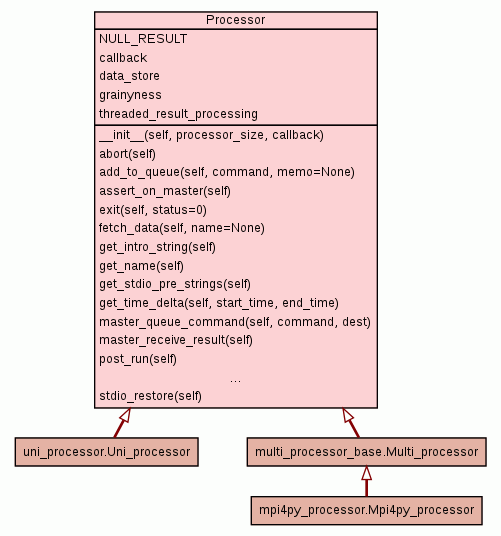 Processor
NULL_RESULT
callback
data_store
grainyness
threaded_result_processing
__init__(self, processor_size, callback)
abort(self)
add_to_queue(self, command, memo=None)
assert_on_master(self)
exit(self, status=0)
fetch_data(self, name=None)
get_intro_string(self)
get_name(self)
get_stdio_pre_strings(self)
get_time_delta(self, start_time, end_time)
master_queue_command(self, command, dest)
master_receive_result(self)
post_run(self)
...
stdio_restore(self)
uni_processor.Uni_processor
multi_processor_base.Multi_processor
mpi4py_processor.Mpi4py_processor